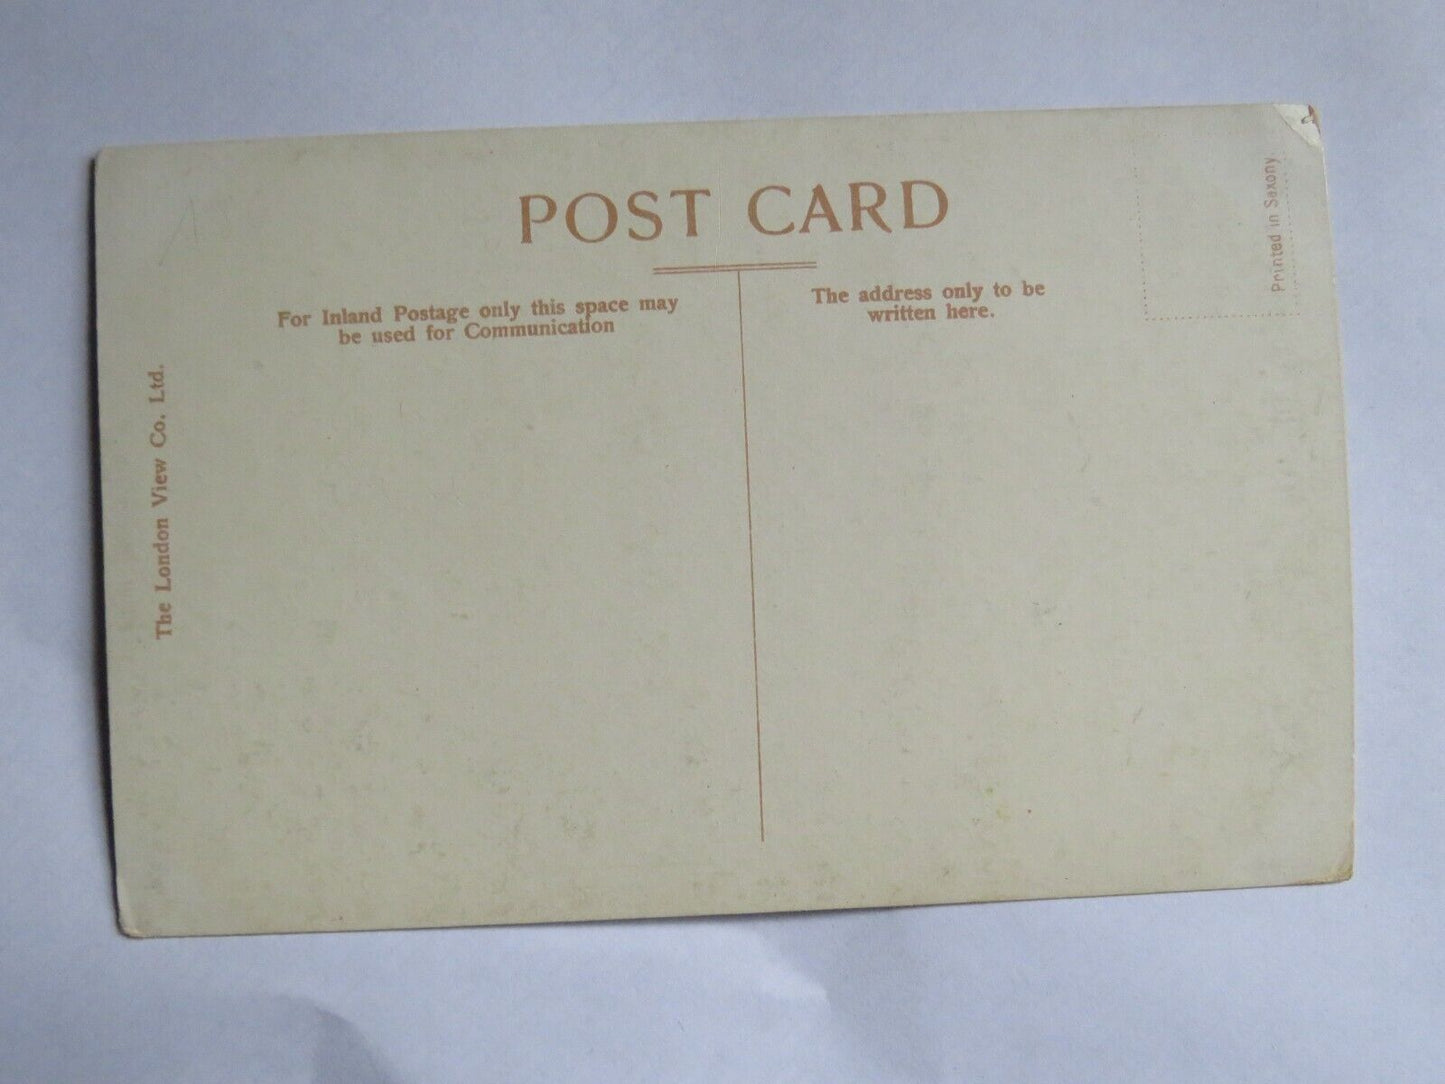 POST CARD
For Inland Postage only this space may
be used for Communication
The address only to be
written here.
Printed in Saxony
The London View Co. Ltd.